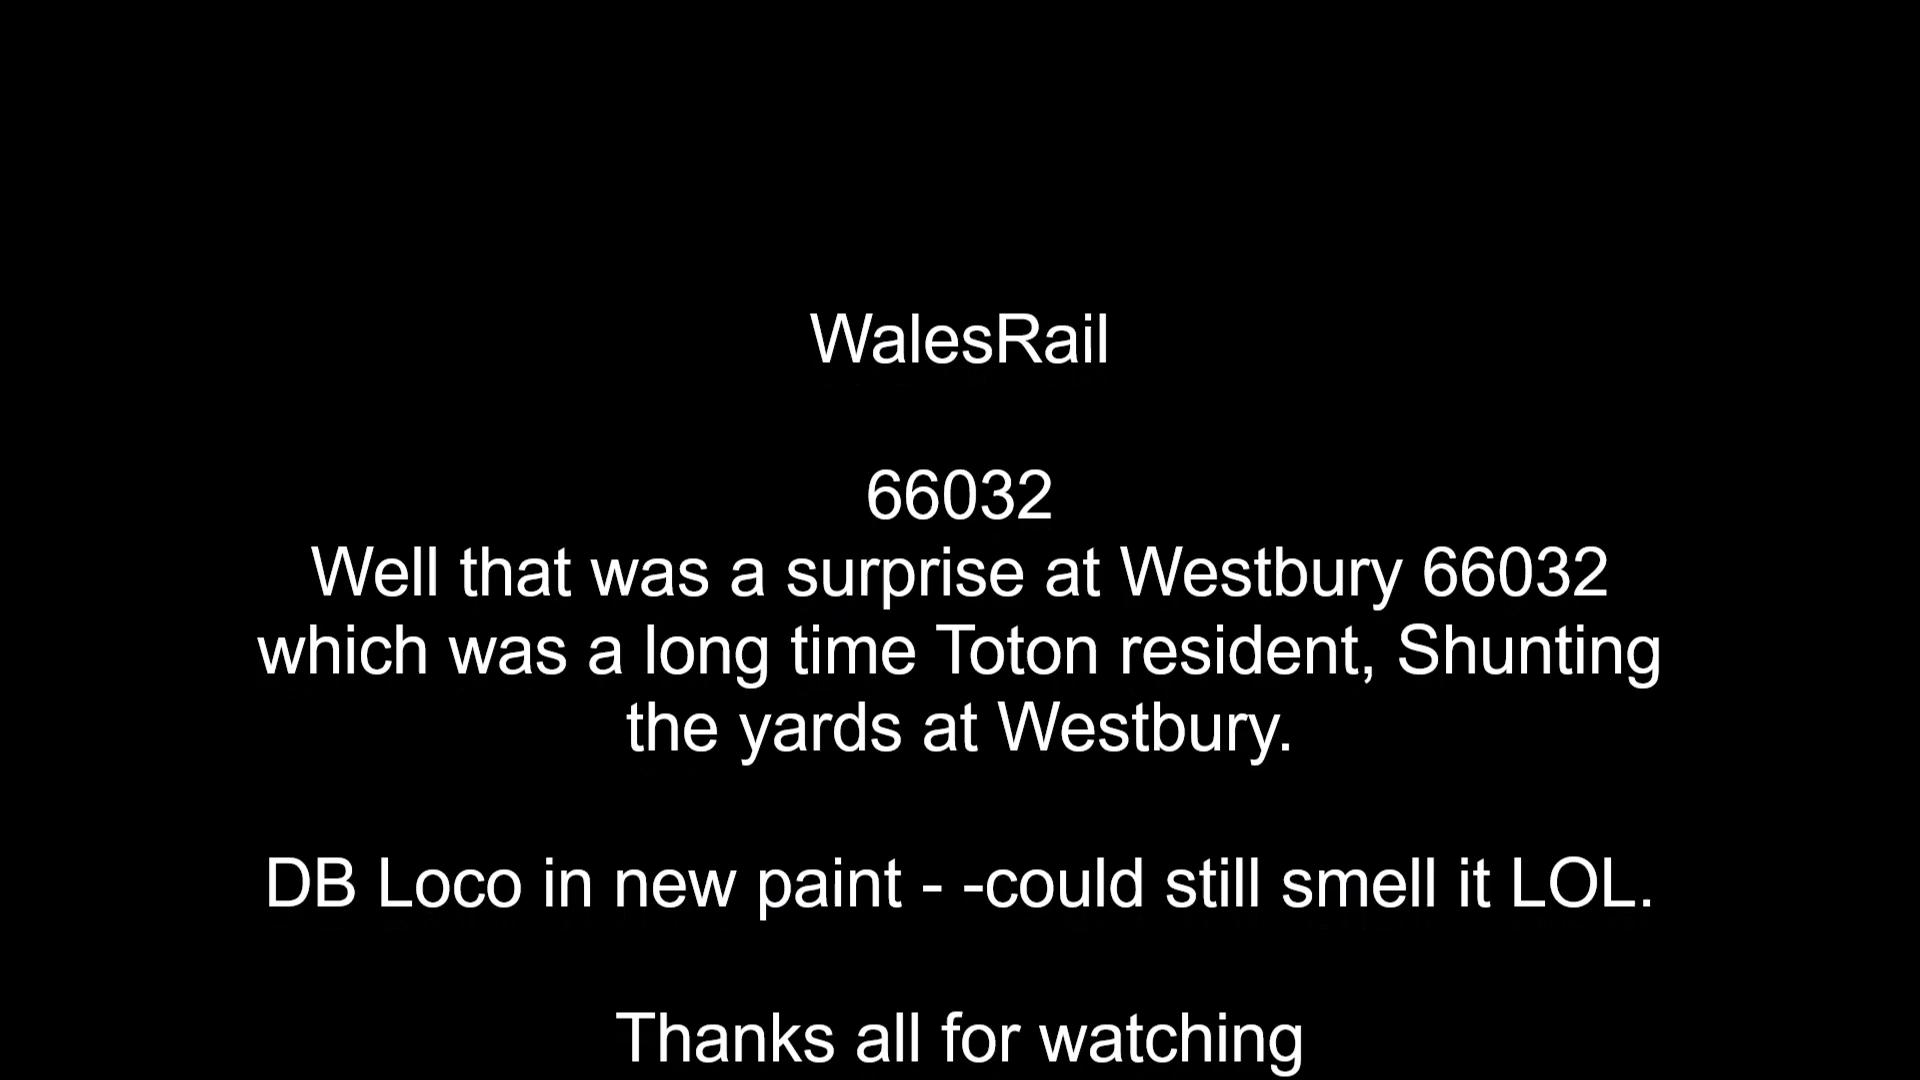 WalesRail
66032
Well that was a surprise at Westbury 66032
which was a long time Toton resident, Shunting
the yards at Westbury.
DB Loco in new paint - -could still smell it LOL.
Thanks all for watching